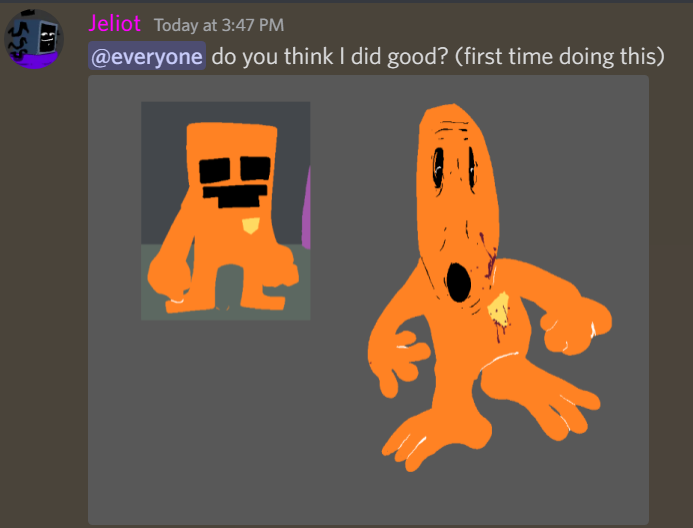 Jeliot Today at 3:47 PM
@everyone do you think I did good? (first time doing this)